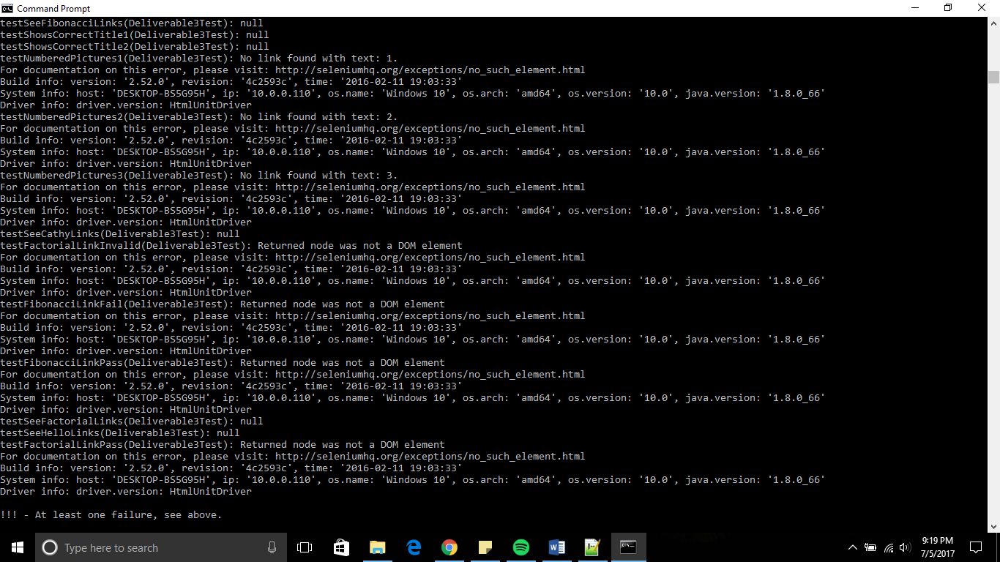 Command Prompt
testSeeFibonacciLinks(Deliverable3Test): null
testShowsCorrectTitle1(Deliverable3Test): null
testShowsCorrectTitle2(Deliverable3Test): null
testNumberedPictures1(Deliverable3Test): No link found with text: 1.
For documentation on this error, please visit: http://seleniumhq.org/exceptions/no_such_element.html
Build info: version: '2.52.0', revision: '4c2593c', time: '2016-02-11 19:03:33'
System info: host: 'DESKTOP-BS5G95H', ip: '10.0.0.110', os.name: 'Windows 10', os.arch: 'amd64', os.version: '10.0', java.version: '1.8.0_66'
Driver info: driver.version: HtmlUnitDriver
testNumberedPictures2(Deliverable3Test): No link found with text: 2.
For documentation on this error, please visit: http://seleniumhq.org/exceptions/no_such_element.html
Build info: version: '2.52.0', revision: '4c2593c', time: '2016-02-11 19:03:33'
System info: host: 'DESKTOP-BS5G95H', ip: '10.0.0.110', os.name: 'Windows 10', os.arch: 'amd64', os.version: '10.0', java.version: '1.8.0_66'
Driver info: driver.version: HtmlUnitDriver
testNumberedPictures3(Deliverable3Test): No link found with text: 3.
For documentation on this error, please visit: http://seleniumhq.org/exceptions/no_such_element.html
Build info: version: '2.52.0', revision: '4c2593c', time: '2016-02-11 19:03:33'
System info: host: 'DESKTOP-BS5G95H', ip: '10.0.0.110', os.name: 'Windows 10', os.arch: 'amd64', os.version: '10.0', java.version: '1.8.0_66'
Driver info: driver.version: HtmlUnitDriver
testSeeCathyLinks(Deliverable3Test): null
testFactorialLinkInvalid(Deliverable3Test): Returned node was not a DOM element
For documentation on this error, please visit: http://seleniumhq.org/exceptions/no_such_element.html
Build info: version: '2.52.0', revision: '4c2593c', time: '2016-02-11 19:03:33'
System info: host: 'DESKTOP-BS5G95H', ip: '10.0.0.110', os.name: 'Windows 10', os.arch: 'amd64', os.version: '10.0', java.version: '1.8.0_66'
Driver info: driver.version: HtmlUnitDriver
testFibonacciLinkFail(Deliverable3Test): Returned node was not a DOM element
For documentation on this error, please visit: http://seleniumhq.org/exceptions/no_such_element.html
Build info: version: '2.52.0', revision: '4c2593c', time: '2016-02-11 19:03:33'
System info: host: 'DESKTOP-BS5G95H', ip: '10.0.0.110', os.name: 'Windows 10', os.arch: 'amd64', os.version: '10.0', java.version: '1.8.0_66'
Driver info: driver.version: HtmlUnitDriver
testFibonacciLinkPass(Deliverable3Test): Returned node was not a DOM element
For documentation on this error, please visit: http://seleniumhq.org/exceptions/no_such_element.html
Build info: version: '2.52.0', revision: '4c2593c', time: '2016-02-11 19:03:33'
System info: host: 'DESKTOP-BS5G95H', ip: '10.0.0.110', os.name: 'Windows 10', os.arch: 'amd64', os.version: '10.0', java.version: '1.8.0_66'
Driver info: driver.version: HtmlUnitDriver
testSeeFactorialLinks(Deliverable3Test): null
testSeeHelloLinks(Deliverable3Test): null
testFactorialLinkPass(Deliverable3Test): Returned node was not a DOM element
For documentation on this error, please visit: http://seleniumhq.org/exceptions/no_such_element.html
Build info: version: '2.52.0', revision: '4c2593c', time: '2016-02-11 19:03:33'
System info: host: 'DESKTOP-BS5G95H', ip: '10.0.0.110', os.name: 'Windows 10', os.arch: 'amd64', os.version: '10.0', java.version: '1.8.0_66'
Driver info: driver.version: HtmlUnitDriver
!!! - At least one failure, see above.
Type here to search
9:19 PM
7/5/2017